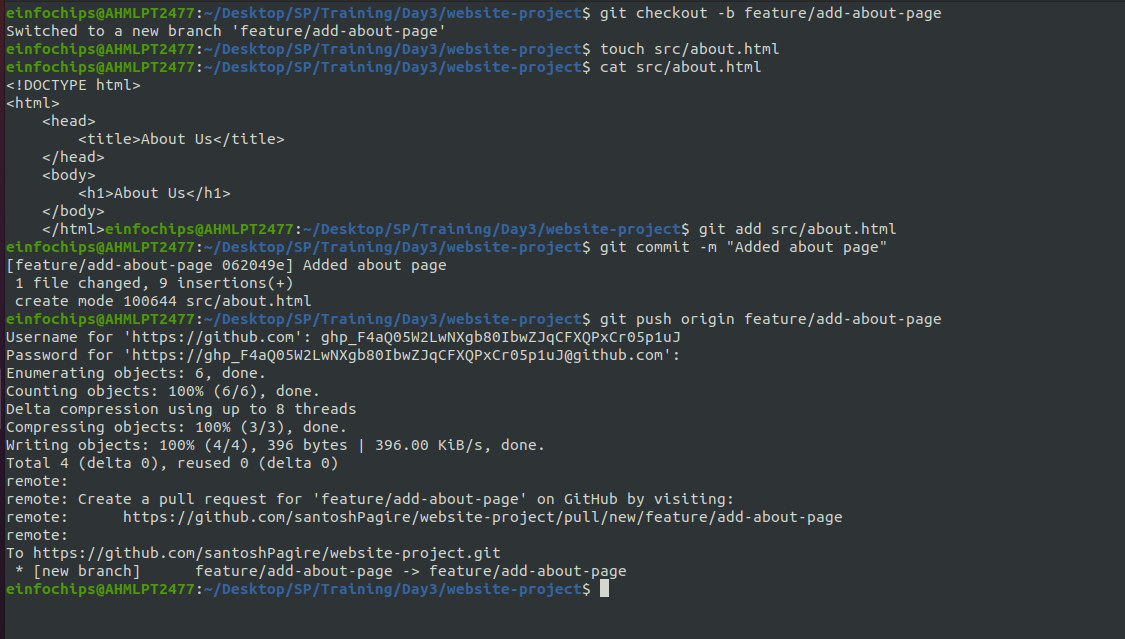 einfochips@AHMLPT2477:~/Desktop/SP/Training/Day3/website-project$ git checkout -b feature/add-about-page
Switched to a new branch 'feature/add-about-page'
einfochips@AHMLPT2477:~/Desktop/SP/Training/Day3/website-project$ touch src/about.html
einfochips@AHMLPT2477:~/Desktop/SP/Training/Day3/website-project$ cat src/about.html
<!DOCTYPE html>
<html>
    <head>
        <title>About Us</title>
    </head>
    <body>
        <h1>About Us</h1>
    </body>
    </html>einfochips@AHMLPT2477:~/Desktop/SP/Training/Day3/website-project$ git add src/about.html
einfochips@AHMLPT2477:~/Desktop/SP/Training/Day3/website-project$ git commit -m "Added about page"
[feature/add-about-page 062049e] Added about page
 1 file changed, 9 insertions(+)
 create mode 100644 src/about.html
einfochips@AHMLPT2477:~/Desktop/SP/Training/Day3/website-project$ git push origin feature/add-about-page
Username for 'https://github.com':
Password for 'https://@github.com':
Enumerating objects: 6, done.
Counting objects: 100% (6/6), done.
Delta compression using up to 8 threads
Compressing objects: 100% (3/3), done.
Writing objects: 100% (4/4), 396 bytes | 396.00 KiB/s, done.
Total 4 (delta 0), reused 0 (delta 0)
remote:
remote: Create a pull request for 'feature/add-about-page' on GitHub by visiting:
remote:      https://github.com/santoshPagire/website-project/pull/new/feature/add-about-page
remote:
To https://github.com/santoshPagire/website-project.git
 * [new branch]      feature/add-about-page -> feature/add-about-page
einfochips@AHMLPT2477:~/Desktop/SP/Training/Day3/website-project$